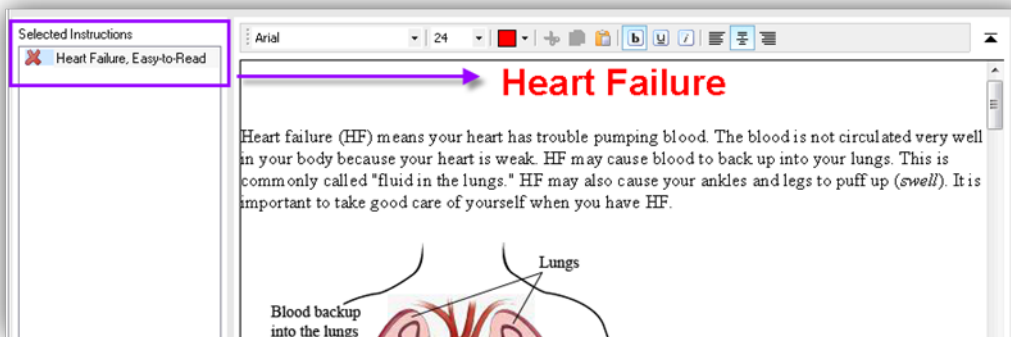 Selected Instructions
Heart Failure, Easy-to-Read
Arial
24
b U I
Heart Failure
Heart failure (HF) means your heart has trouble pumping blood. The blood is not circulated very well
in your body because your heart is weak. HF may cause blood to back up into your lungs. This is
commonly called "fluid in the lungs." HF may also cause your ankles and legs to puff up (swell). It is
important to take good care of yourself when you have HF.
Lungs
Blood backup
into the lungs